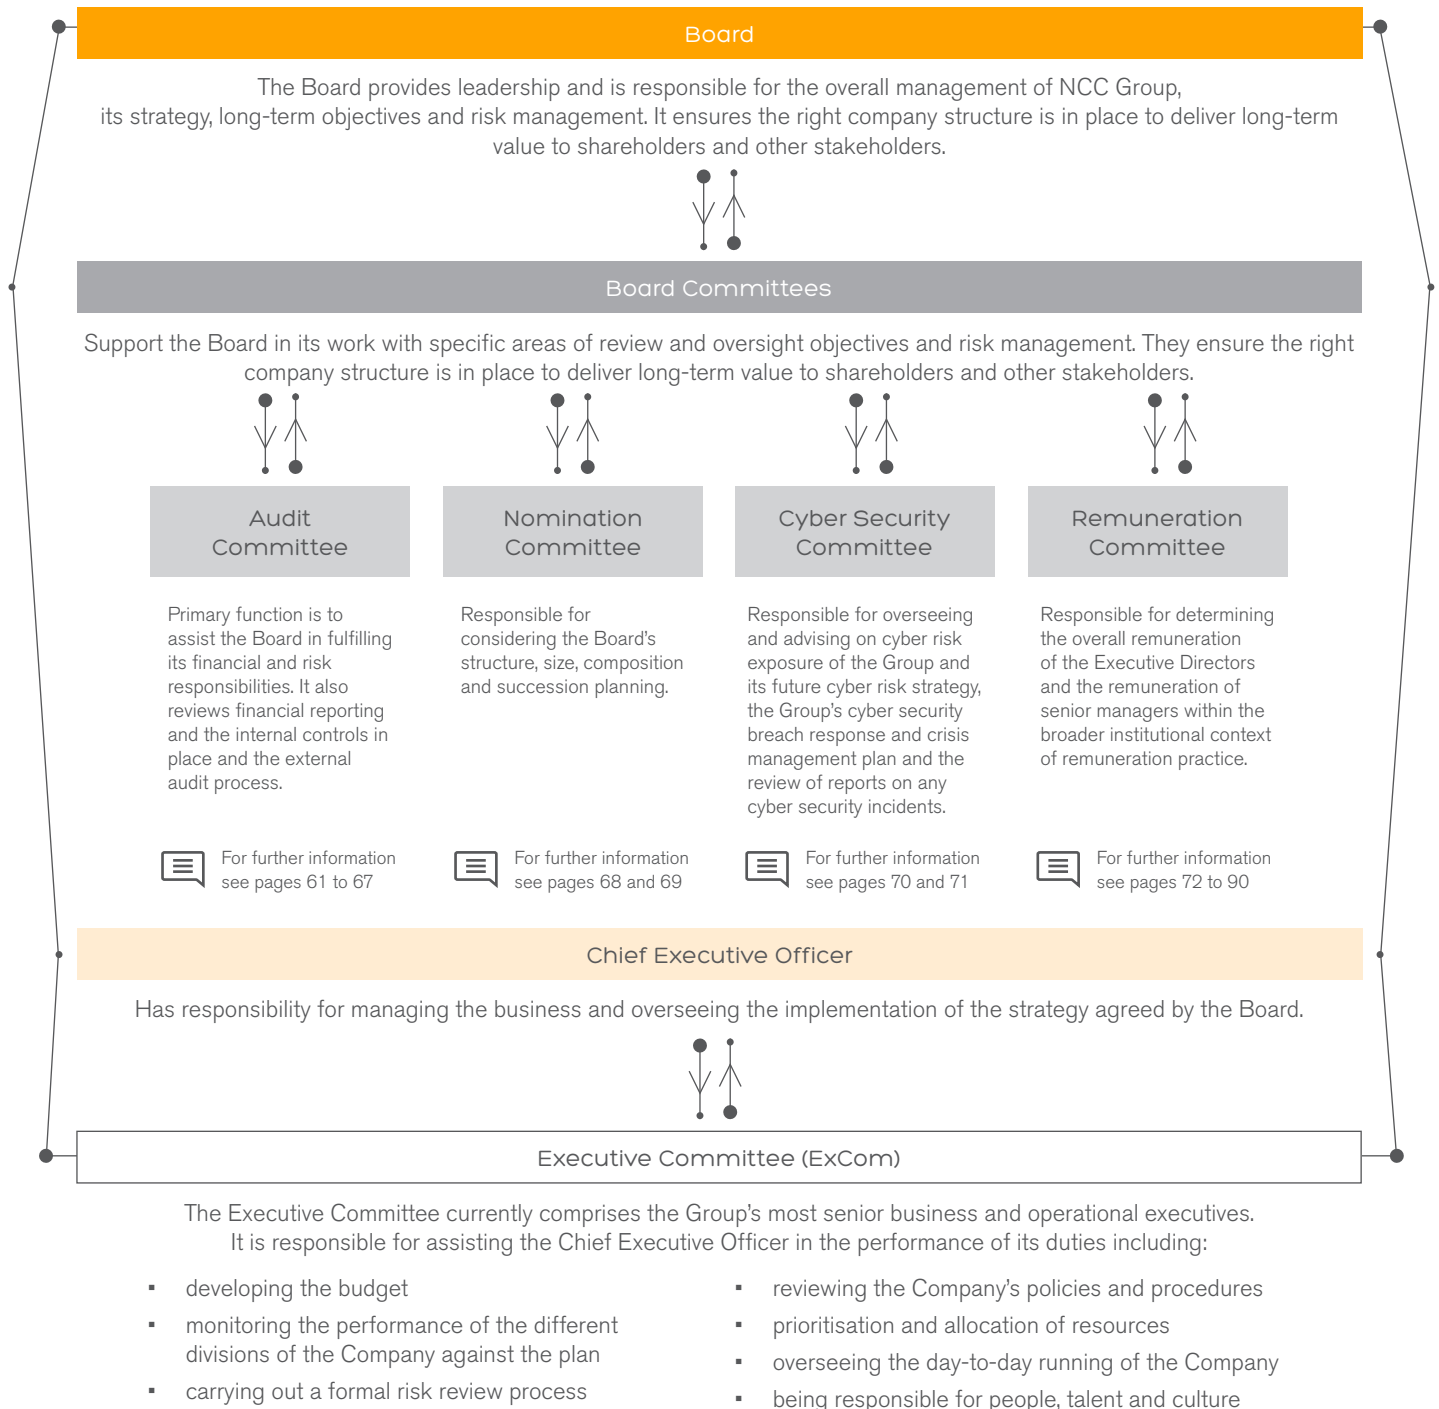 Board
The Board provides leadership and is responsible for the overall management of NCC Group,
its strategy, long-term objectives and risk management. It ensures the right company structure is in place to deliver long-term
value to shareholders and other stakeholders.
Board Committees
Support the Board in its work with specific areas of review and oversight objectives and risk management. They ensure the right
company structure is in place to deliver long-term value to shareholders and other stakeholders.
Audit
Committee
Primary function is to
assist the Board in fulfilling
its financial and risk
responsibilities. It also
reviews financial reporting
and the internal controls in
place and the external
audit process.
For further information
see pages 61 to 67
Nomination
Committee
Responsible for
considering the Board's
structure, size, composition
and succession planning.
For further information
see pages 68 and 69
Cyber Security
Committee
Responsible for overseeing
and advising on cyber risk
exposure of the Group and
its future cyber risk strategy,
the Group's cyber security
breach response and crisis
management plan and the
review of reports on any
cyber security incidents.
For further information
see pages 70 and 71
Remuneration
Committee
Responsible for determining
the overall remuneration
of the Executive Directors
and the remuneration of
senior managers within the
broader institutional context
of remuneration practice.
For further information
see pages 72 to 90
Chief Executive Officer
Has responsibility for managing the business and overseeing the implementation of the strategy agreed by the Board.
Executive Committee (ExCom)
The Executive Committee currently comprises the Group's most senior business and operational executives.
It is responsible for assisting the Chief Executive Officer in the performance of its duties including:
▪ developing the budget
▪ monitoring the performance of the different
divisions of the Company against the plan
▪ carrying out a formal risk review process
▪ reviewing the Company's policies and procedures
▪ prioritisation and allocation of resources
▪ overseeing the day-to-day running of the Company
▪ being responsible for people, talent and culture